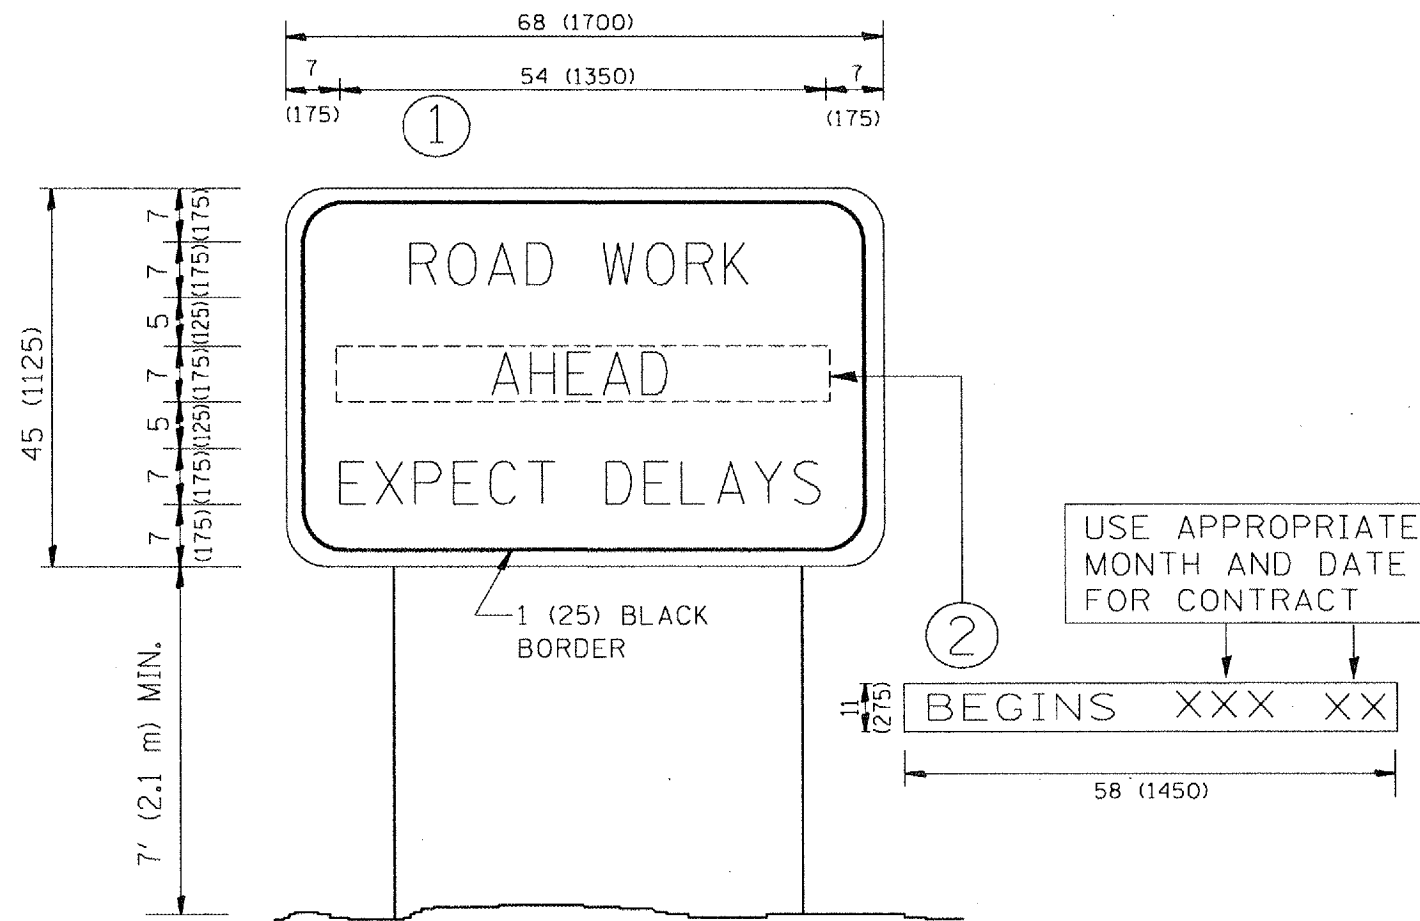 68 (1700)
7
54 (1350)
7
(175)
(175)
1
45 (1125)
7
(175)
7
(175)
5
(125)
7
(175)
5
(125)
7
(175)
7
(175)
ROAD WORK
AHEAD
EXPECT DELAYS
1 (25) BLACK
BORDER
7' (2.1 m) MIN.
2
USE APPROPRIATE
MONTH AND DATE
FOR CONTRACT
11
(275)
BEGINS XXX XX
58 (1450)